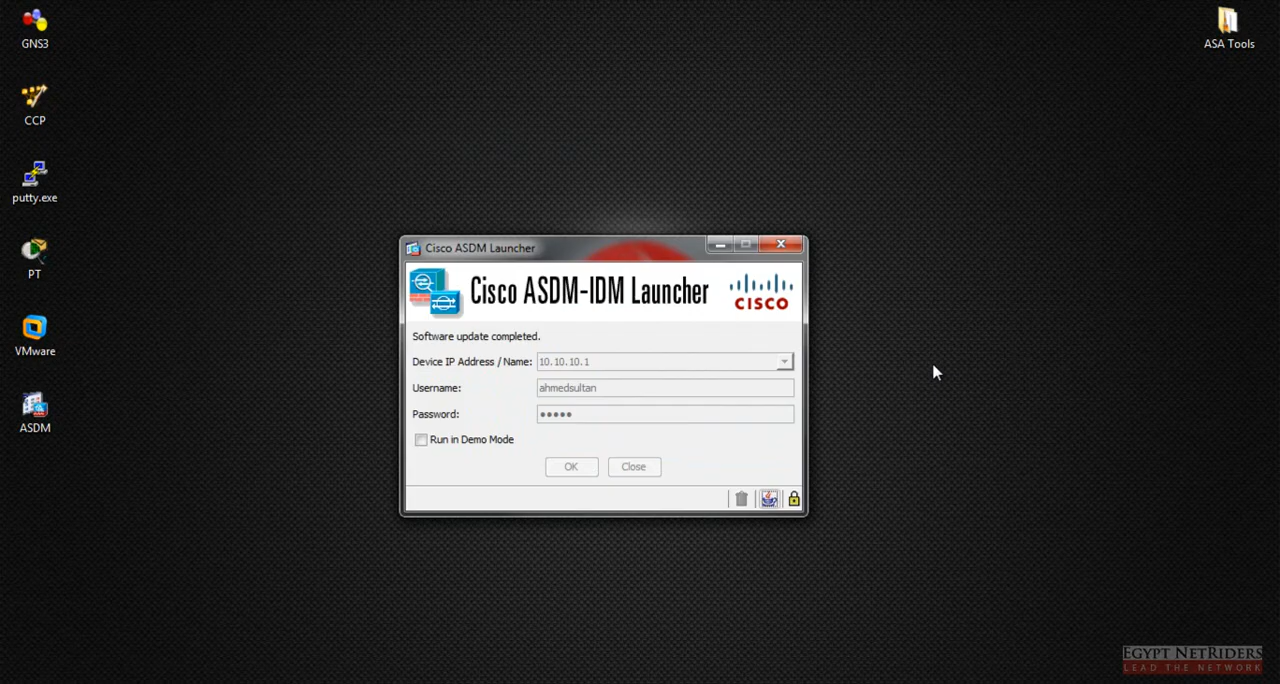 GNS3
ASA Tools
CCP
putty.exe
PT
VMware
ASDM
Cisco ASDM Launcher
Cisco ASDM-IDM Launcher
CISCO
Software update completed.
Device IP Address / Name: 10.10.10.1
Username: ahmedsultan
Password: •••••
Run in Demo Mode
OK Close
EGYPT NETRIDERS
LEAD THE NETWORK